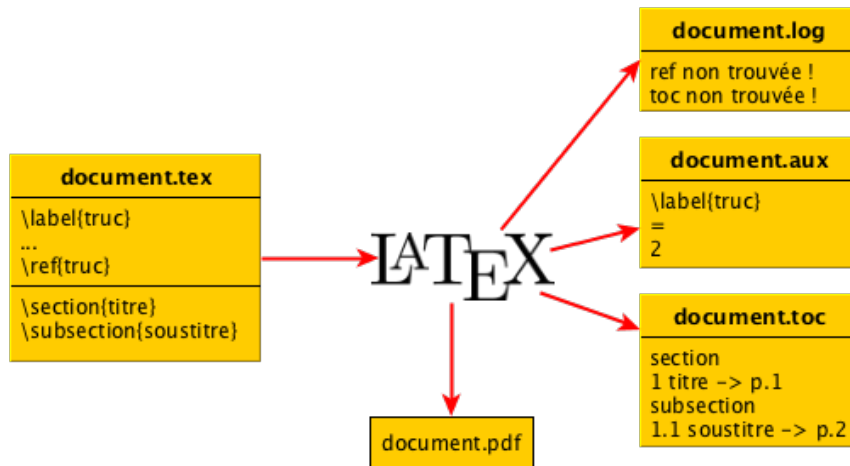 document.tex
\label{truc}
...
\ref{truc}
\section{titre}
\subsection{soustitre}
LATEX
document.pdf
document.log
ref non trouvée !
toc non trouvée !
document.aux
\label{truc}
=
2
document.toc
section
1 titre -> p.1
subsection
1.1 soustitre -> p.2